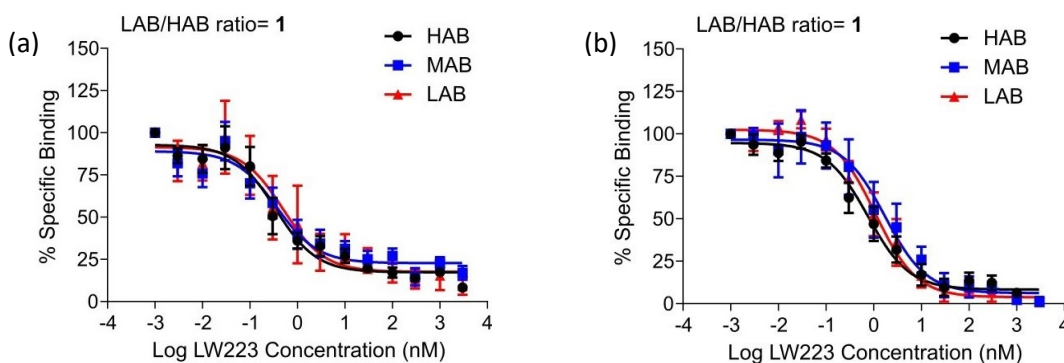 (a)
LAB/HAB ratio= 1
HAB
MAB
LAB
% Specific Binding
150
125
100
75
50
25
0
-4 -3 -2 -1 0 1 2 3 4
Log LW223 Concentration (nM)
(b)
LAB/HAB ratio= 1
HAB
MAB
LAB
% Specific Binding
150
125
100
75
50
25
0
-4 -3 -2 -1 0 1 2 3 4
Log LW223 Concentration (nM)